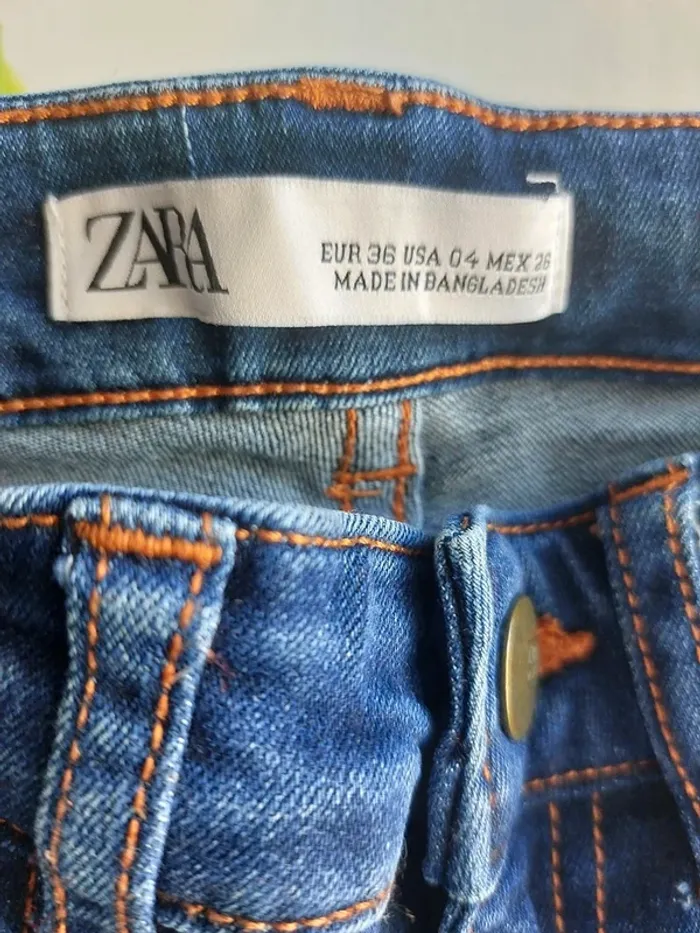 ZARA
EUR 36 USA 04 MEX 26
MADE IN BANGLADESH